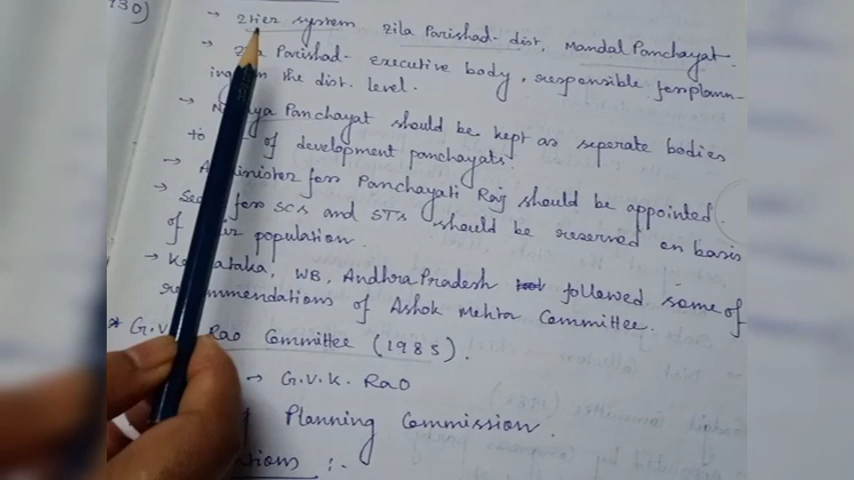 730)
→ 2tier system zila Parishad- dist, Mandal Panchayat.
→ Parishad- executive body, responsible for plann-
in the dist. level.
→ Panchayat should be kept as seperate bodies
to of development panchayats.
→ A Minister for Panchayati Raj should be appointed.
→ for SCs and STs should be reserved on basis
of population.
→ WB, Andhra Pradesh followed some of
recommendations of Ashok Mehta Committee.
* G.V. Rao Committee (1985).
→ G.V.K. Rao
Planning Commission.
:-